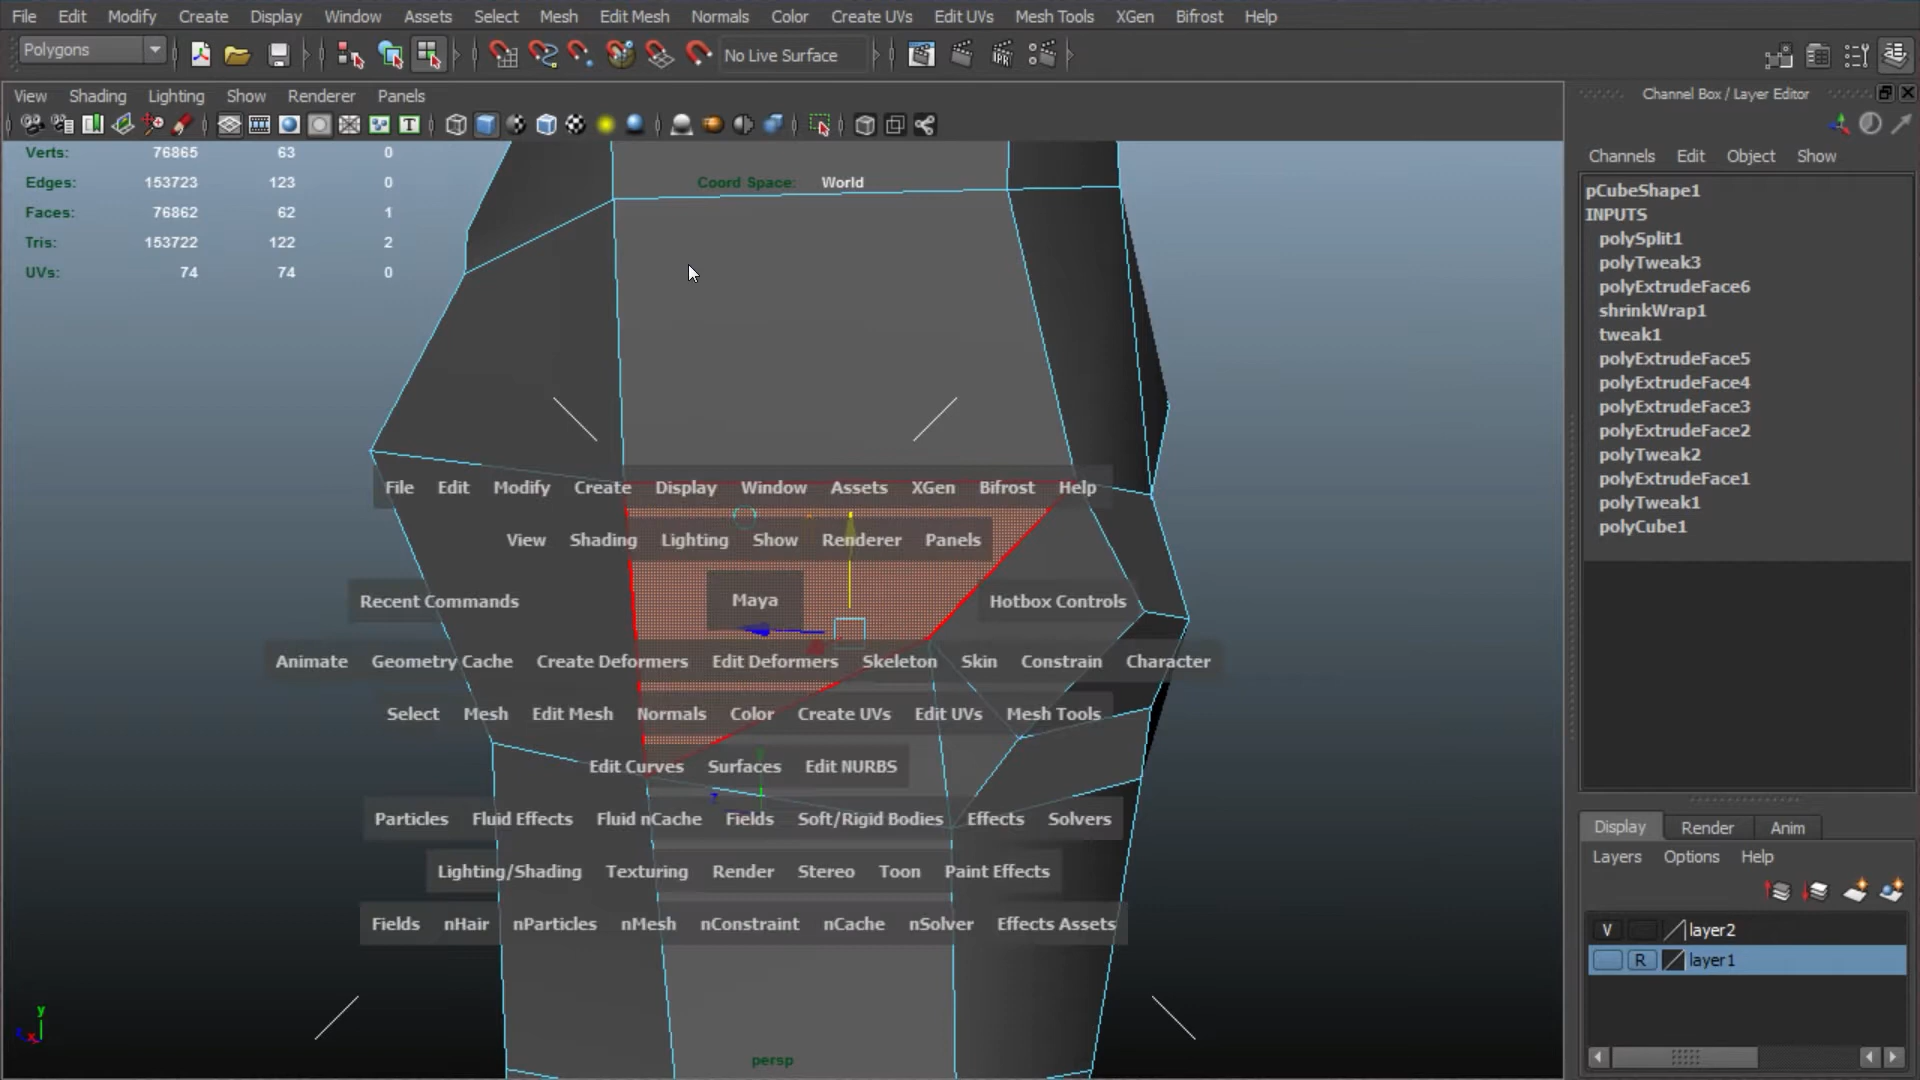 File Edit Modify Create Display Window Assets Select Mesh Edit Mesh Normals Color Create UVs Edit UVs Mesh Tools XGen Bifrost Help
Polygons
No Live Surface
IPR
View Shading Lighting Show Renderer Panels
Channel Box / Layer Editor
T
Verts: 76865 63 0
Edges: 153723 123 0
Faces: 76862 62 1
Tris: 153722 122 2
UVs: 74 74 0
Coord Space: World
Channels Edit Object Show
pCubeShape1
INPUTS
polySplit1
polyTweak3
polyExtrudeFace6
shrinkWrap1
tweak1
polyExtrudeFace5
polyExtrudeFace4
polyExtrudeFace3
polyExtrudeFace2
polyTweak2
polyExtrudeFace1
polyTweak1
polyCube1
File Edit Modify Create Display Window Assets XGen Bifrost Help
View Shading Lighting Show Renderer Panels
Recent Commands Maya Hotbox Controls
Animate Geometry Cache Create Deformers Edit Deformers Skeleton Skin Constrain Character
Select Mesh Edit Mesh Normals Color Create UVs Edit UVs Mesh Tools
Edit Curves Surfaces Edit NURBS
Particles Fluid Effects Fluid nCache Fields Soft/Rigid Bodies Effects Solvers
Lighting/Shading Texturing Render Stereo Toon Paint Effects
Fields nHair nParticles nMesh nConstraint nCache nSolver Effects Assets
Display Render Anim
Layers Options Help
V layer2
R layer1
y
x
persp